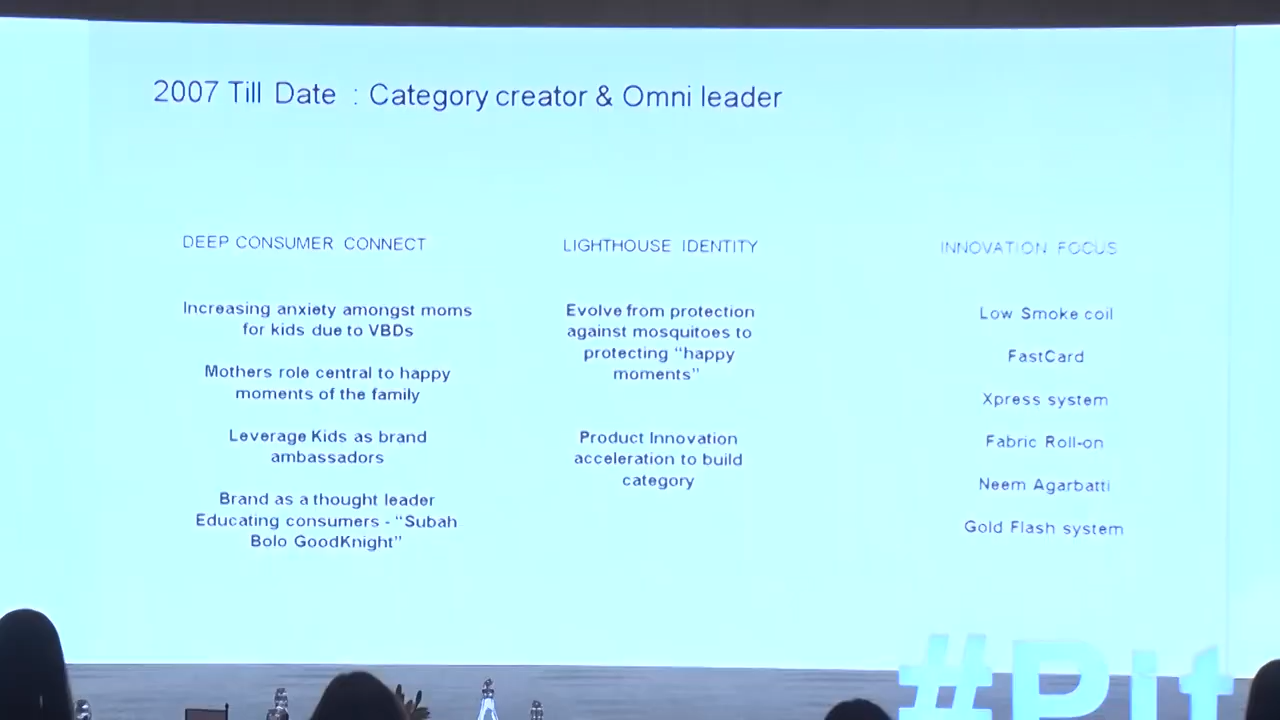 2007 Till Date : Category creator & Omni leader
DEEP CONSUMER CONNECT
Increasing anxiety amongst moms
for kids due to VBDs
Mothers role central to happy
moments of the family
Leverage Kids as brand
ambassadors
Brand as a thought leader
Educating consumers - “Subah
Bolo GoodKnight”
LIGHTHOUSE IDENTITY
Evolve from protection
against mosquitoes to
protecting “happy
moments”
Product Innovation
acceleration to build
category
INNOVATION FOCUS
Low Smoke coil
FastCard
Xpress system
Fabric Roll-on
Neem Agarbatti
Gold Flash system
#Pit